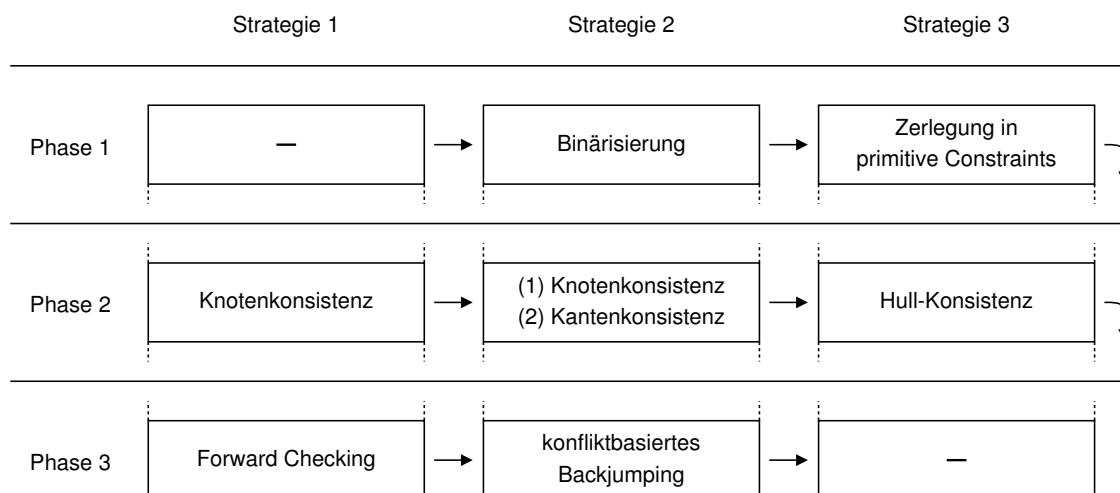 Strategie 1
Strategie 2
Strategie 3
Phase 1
–
Binärisierung
Zerlegung in
primitive Constraints
Phase 2
Knotenkonsistenz
(1) Knotenkonsistenz
(2) Kantenkonsistenz
Hull-Konsistenz
Phase 3
Forward Checking
konfliktbasiertes
Backjumping
–